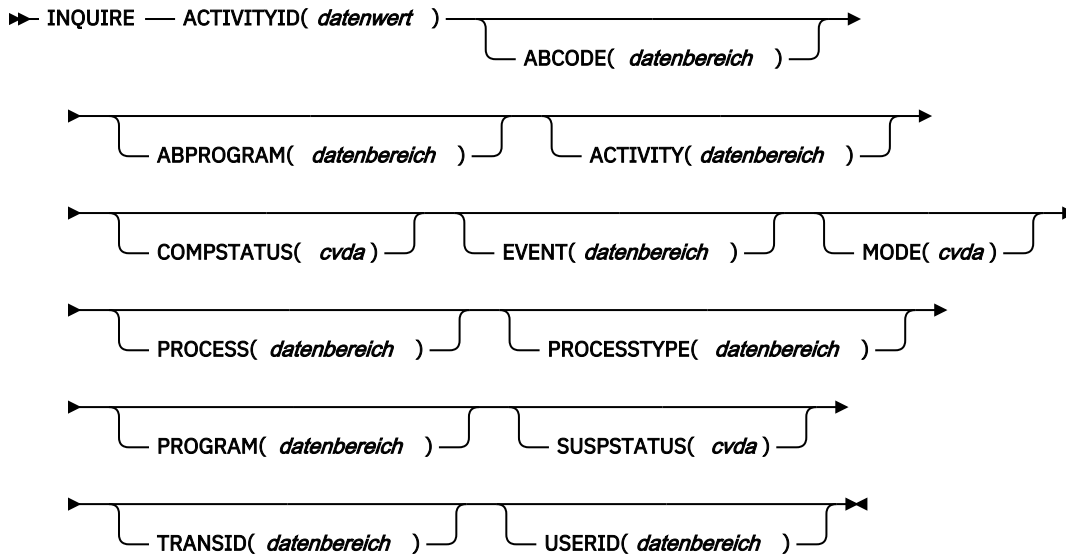 INQUIRE ACTIVITYID( datenwert )
ABCODE( datenbereich )
ABPROGRAM( datenbereich ) ACTIVITY( datenbereich )
COMPSTATUS( cvda ) EVENT( datenbereich ) MODE( cvda )
PROCESS( datenbereich ) PROCESSTYPE( datenbereich )
PROGRAM( datenbereich ) SUSPSTATUS( cvda )
TRANSID( datenbereich ) USERID( datenbereich )